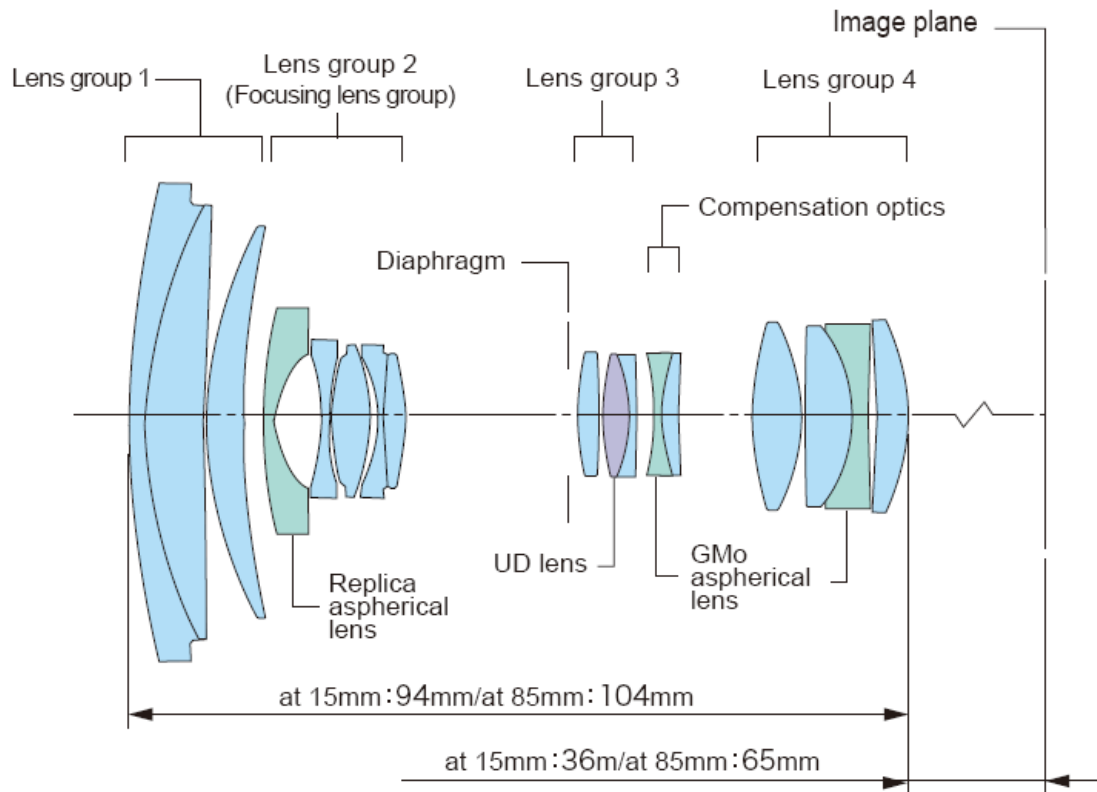 Image plane
Lens group 1
Lens group 2
(Focusing lens group)
Lens group 3
Lens group 4
Compensation optics
Diaphragm
UD lens
GMo
aspherical
lens
Replica
aspherical
lens
at 15mm:94mm/at 85mm:104mm
at 15mm:36m/at 85mm:65mm